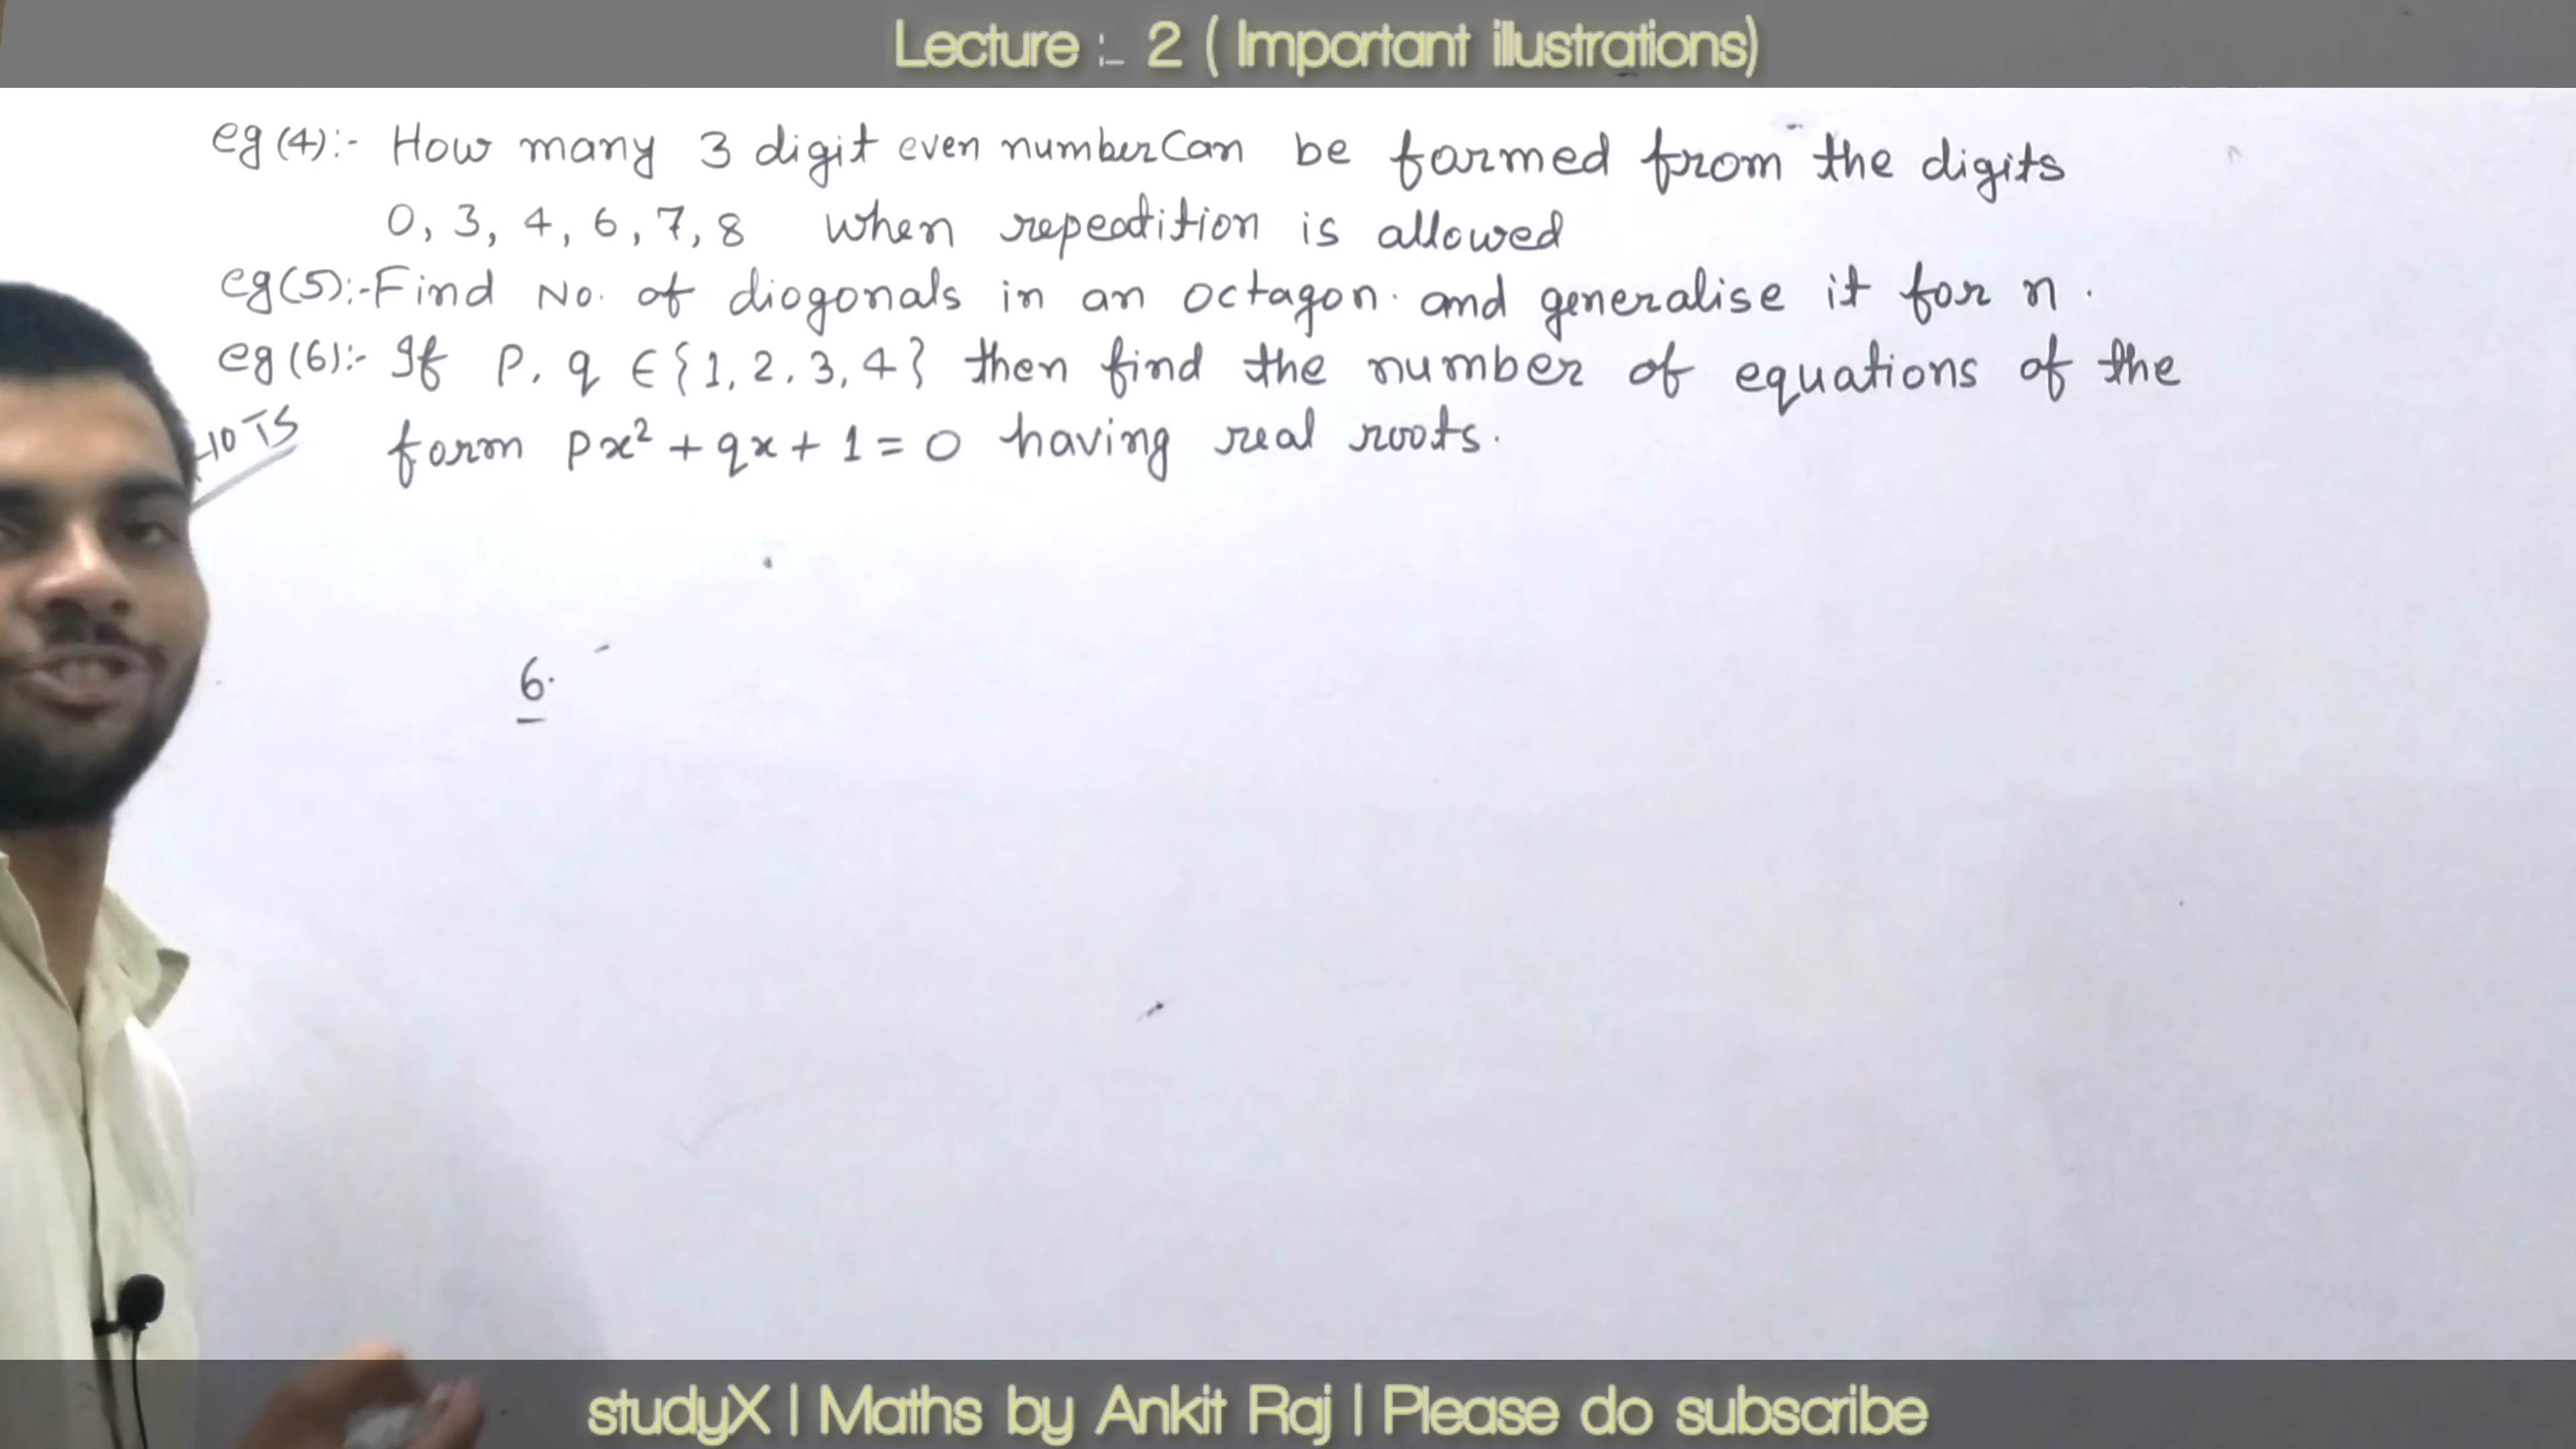 Lecture :- 2 ( Important illustrations)
eg (4):- How many 3 digit even number Can be formed from the digits
0, 3, 4, 6, 7, 8 when repeatition is allowed
eg(5):- Find No. of diogonals in an octagon. and generalise it for n.
eg (6):- If P, q ∈ {1, 2, 3, 4} then find the number of equations of the
form px² + qx + 1 = 0 having real roots.
6.
studyX | Maths by Ankit Raj | Please do subscribe